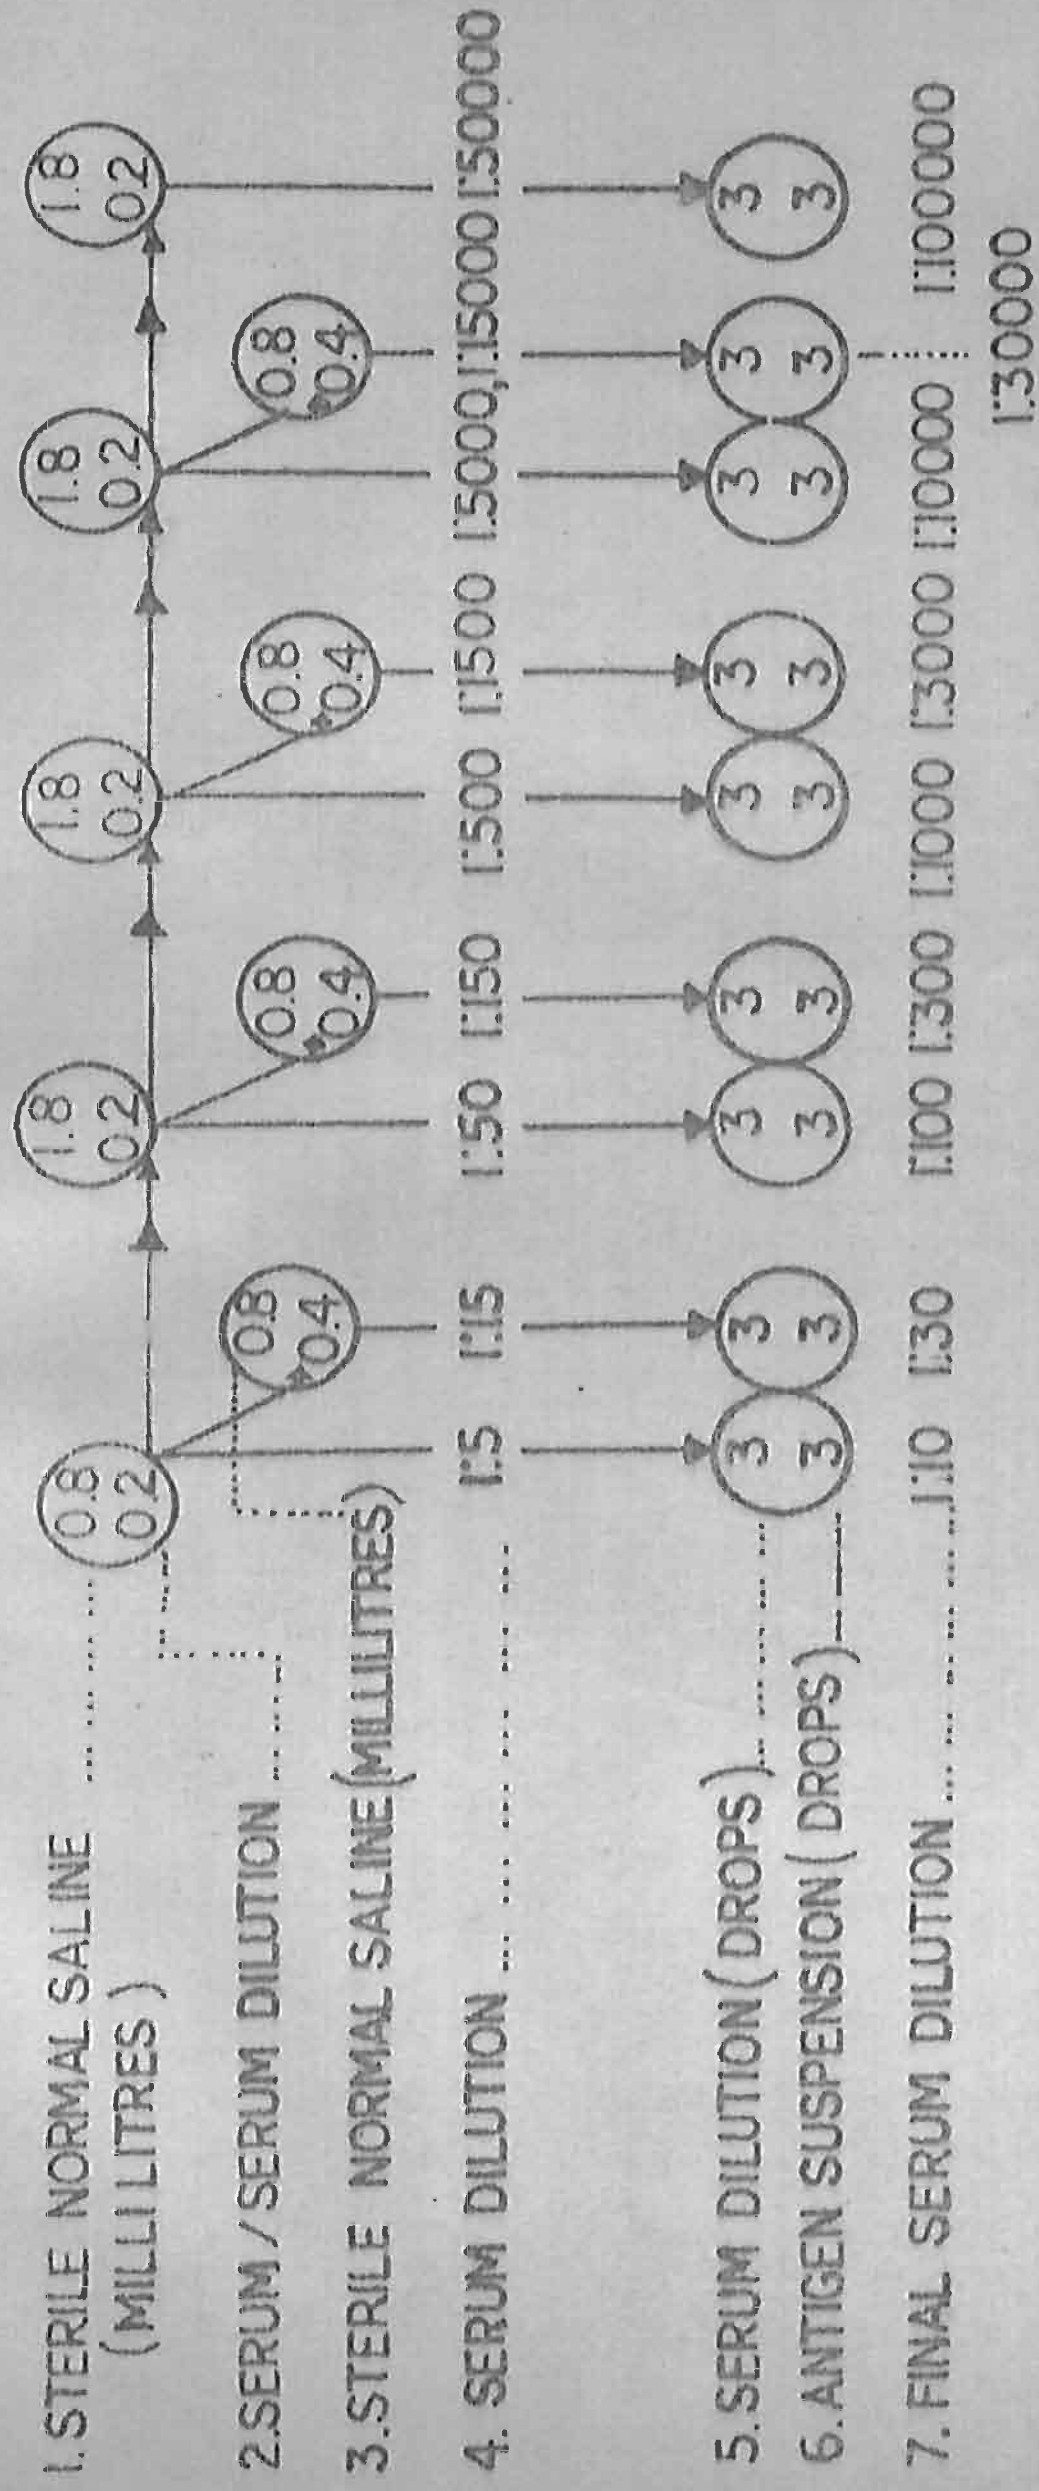 1.8 1.8 1.8 1.8
0.8 0.2 0.2 0.2 0.2
0.2
1. STERILE NORMAL SALINE ... ... ... ...
(MILLI LITRES)
0.8 0.8 0.8 0.8
0.4 0.4 0.4 0.4
2. SERUM / SERUM DILUTION ... ... ..
3. STERILE NORMAL SALINE (MILLILITRES)
4. SERUM DILUTION ... ... ... ... ... ... ... 1:5 1:15 1:50 1:150 1:500 1:1500 1:5000, 1:15000 1:50000
5. SERUM DILUTION (DROPS) ... ... ... ... ... 3 3 3 3 3 3 3 3 3
6. ANTIGEN SUSPENSION (DROPS) 3 3 3 3 3 3 3 3 3
7. FINAL SERUM DILUTION ... ... ... ... ... ... 1:10 1:30 1:100 1:300 1:1000 1:3000 1:10000 1:100000
1:30000